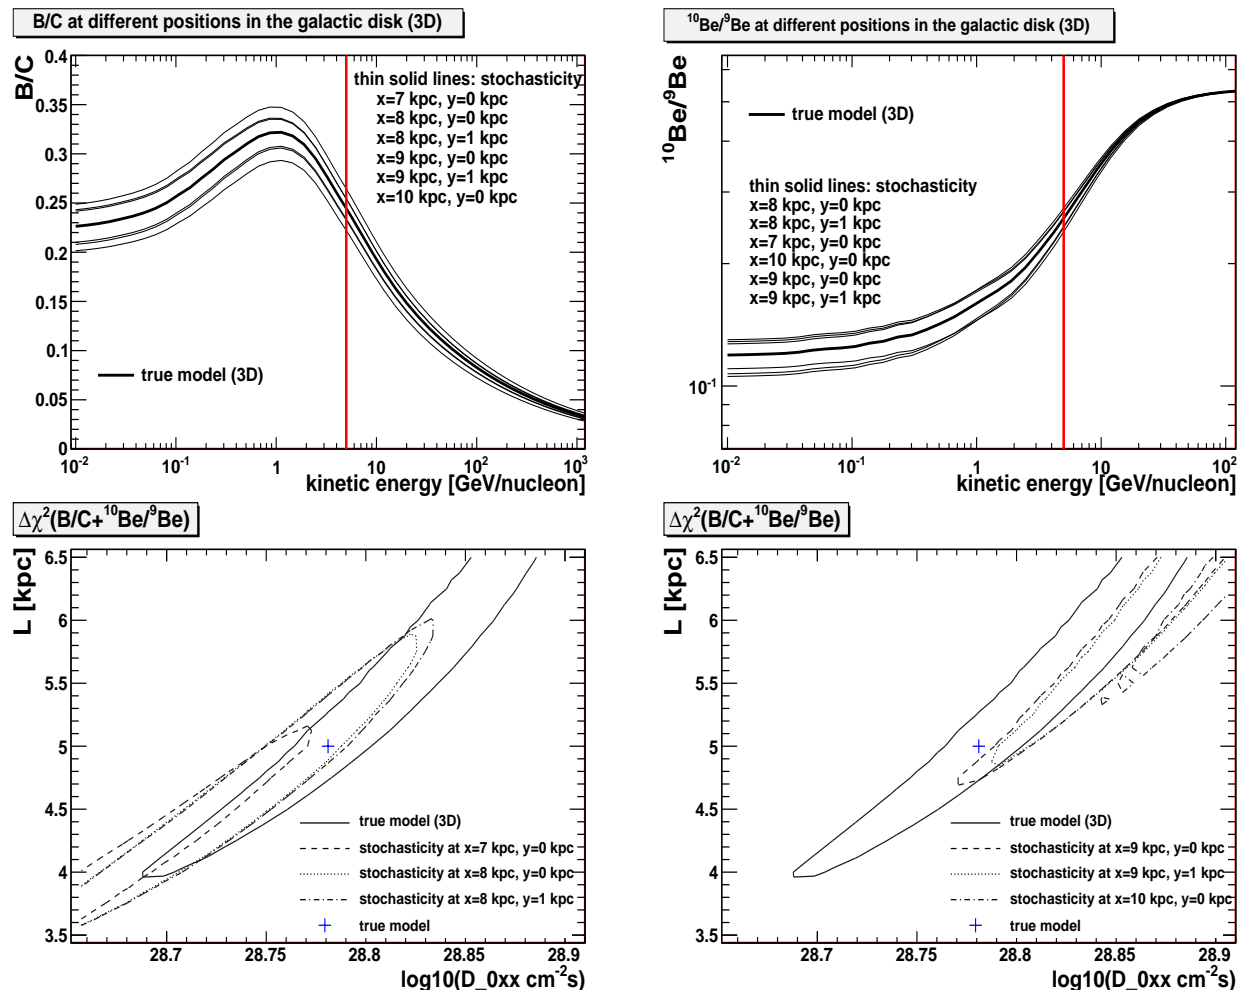 B/C at different positions in the galactic disk (3D)
B/C
0.4
0.35
0.3
0.25
0.2
0.15
0.1
0.05
0
thin solid lines: stochasticity
x=7 kpc, y=0 kpc
x=8 kpc, y=0 kpc
x=8 kpc, y=1 kpc
x=9 kpc, y=0 kpc
x=9 kpc, y=1 kpc
x=10 kpc, y=0 kpc
true model (3D)
10⁻² 10⁻¹ 1 10 10² 10³
kinetic energy [GeV/nucleon]
¹⁰Be/⁹Be at different positions in the galactic disk (3D)
¹⁰Be/⁹Be
true model (3D)
thin solid lines: stochasticity
x=8 kpc, y=0 kpc
x=8 kpc, y=1 kpc
x=7 kpc, y=0 kpc
x=10 kpc, y=0 kpc
x=9 kpc, y=0 kpc
x=9 kpc, y=1 kpc
10⁻¹
10⁻² 10⁻¹ 1 10 10²
kinetic energy [GeV/nucleon]
Δχ²(B/C+¹⁰Be/⁹Be)
L [kpc]
6.5
6
5.5
5
4.5
4
3.5
true model (3D)
stochasticity at x=7 kpc, y=0 kpc
stochasticity at x=8 kpc, y=0 kpc
stochasticity at x=8 kpc, y=1 kpc
true model
28.7 28.75 28.8 28.85 28.9
log10(D_0xx cm⁻²s)
Δχ²(B/C+¹⁰Be/⁹Be)
L [kpc]
6.5
6
5.5
5
4.5
4
3.5
true model (3D)
stochasticity at x=9 kpc, y=0 kpc
stochasticity at x=9 kpc, y=1 kpc
stochasticity at x=10 kpc, y=0 kpc
true model
28.7 28.75 28.8 28.85 28.9
log10(D_0xx cm⁻²s)